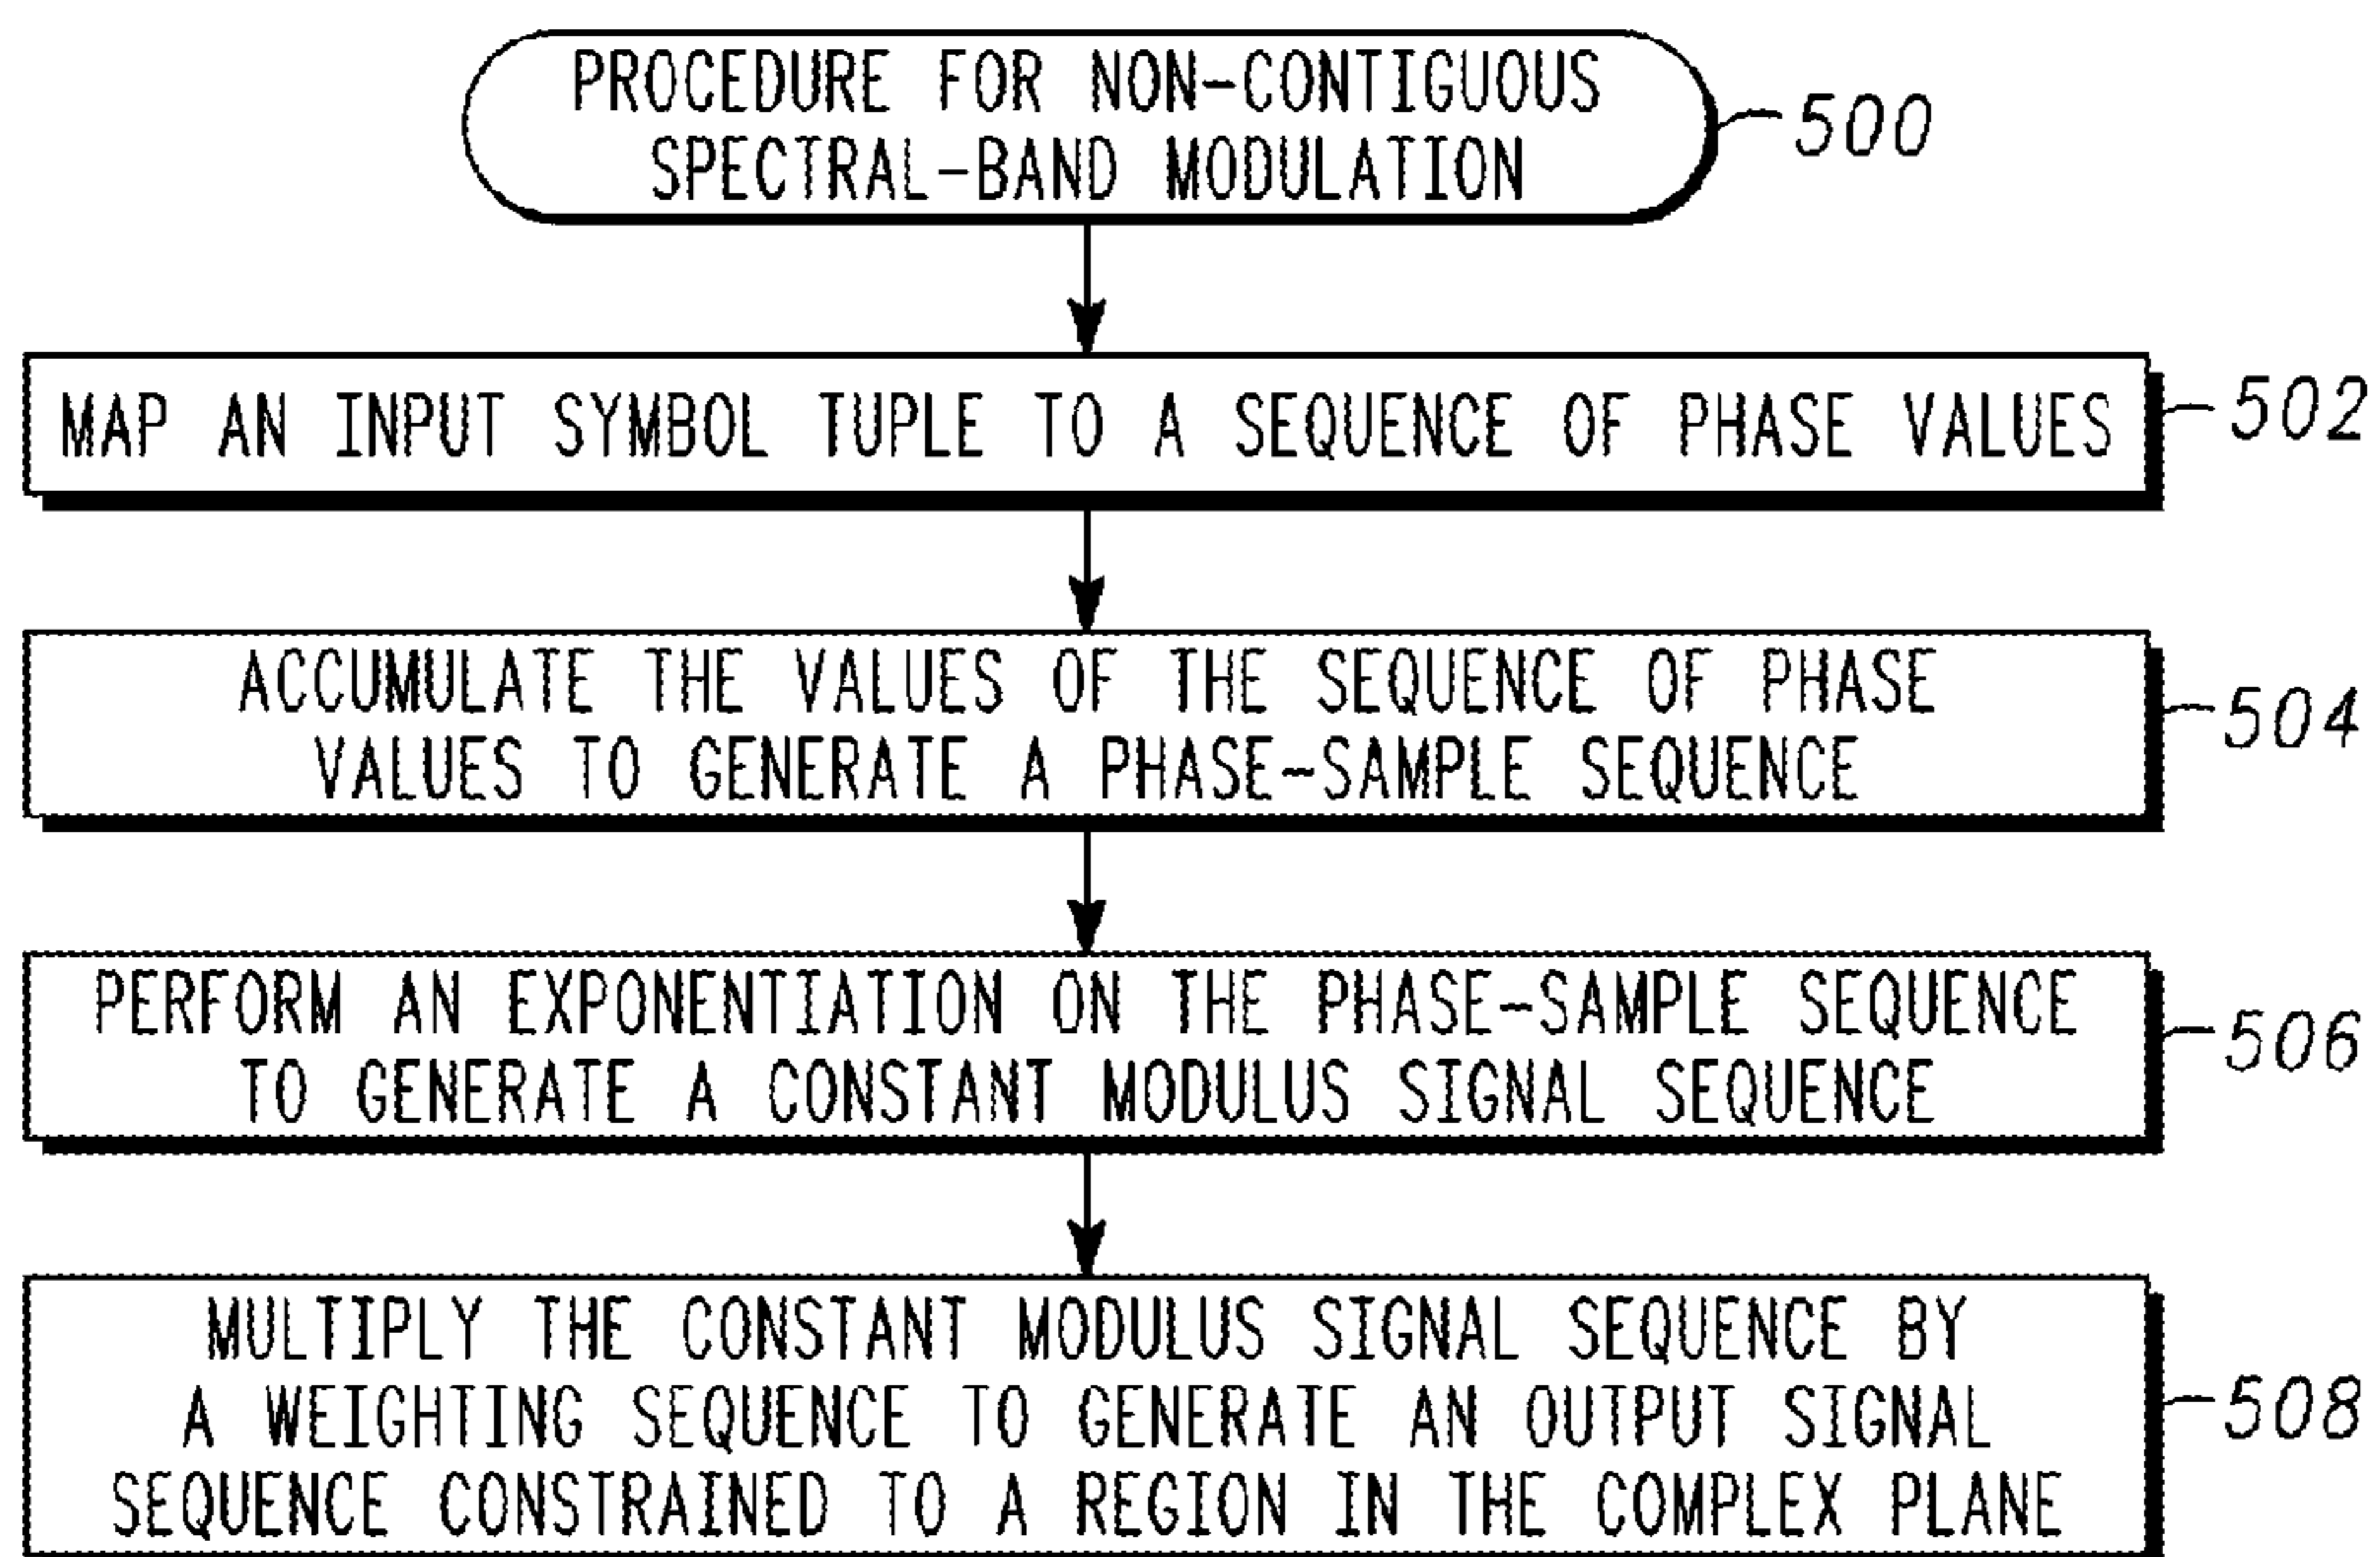 PROCEDURE FOR NON-CONTIGUOUS
SPECTRAL-BAND MODULATION
500
MAP AN INPUT SYMBOL TUPLE TO A SEQUENCE OF PHASE VALUES
502
ACCUMULATE THE VALUES OF THE SEQUENCE OF PHASE
VALUES TO GENERATE A PHASE-SAMPLE SEQUENCE
504
PERFORM AN EXPONENTIATION ON THE PHASE-SAMPLE SEQUENCE
TO GENERATE A CONSTANT MODULUS SIGNAL SEQUENCE
506
MULTIPLY THE CONSTANT MODULUS SIGNAL SEQUENCE BY
A WEIGHTING SEQUENCE TO GENERATE AN OUTPUT SIGNAL
SEQUENCE CONSTRAINED TO A REGION IN THE COMPLEX PLANE
508